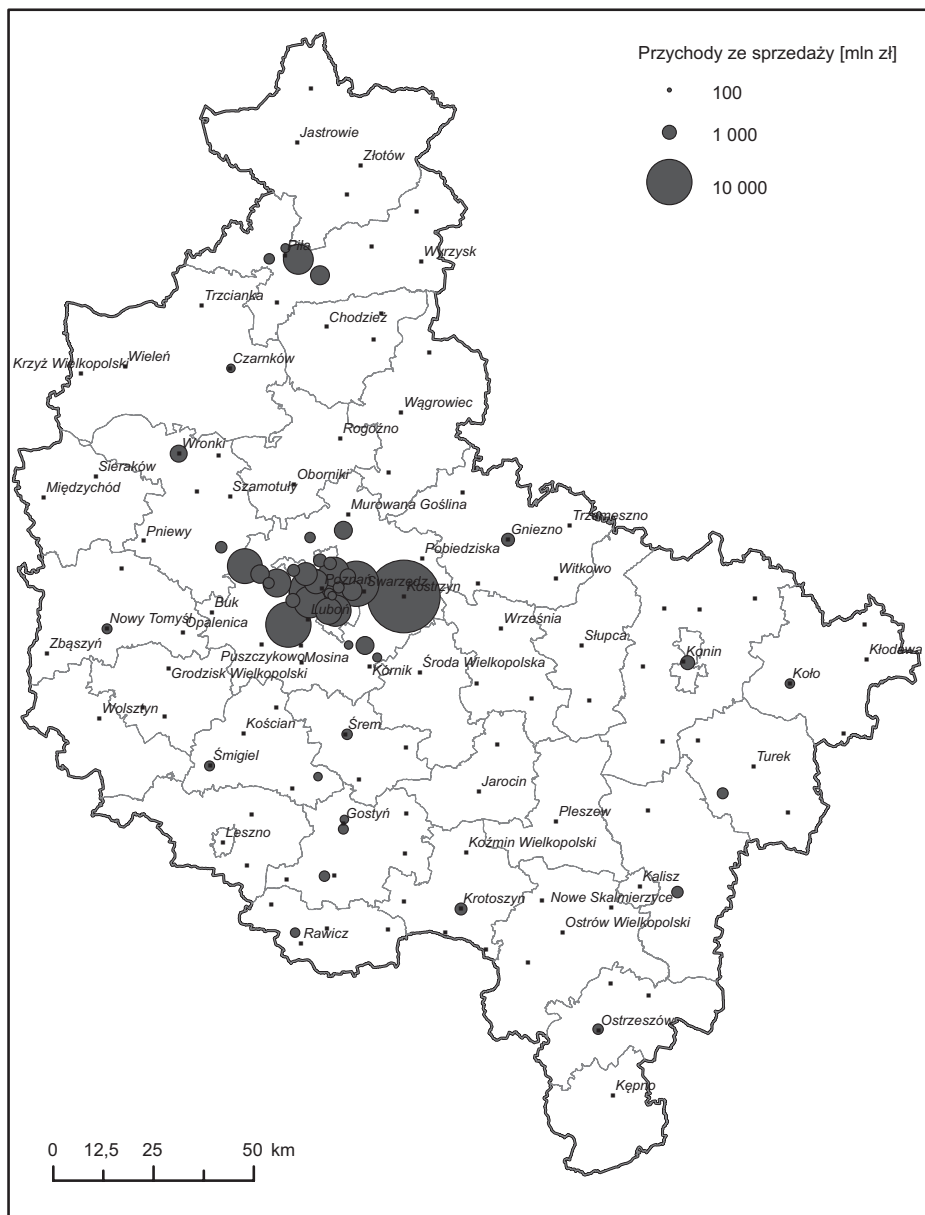 Przychody ze sprzedaży [mln zł]
100
1 000
10 000
Jastrowie
Złotów
Piła
Wyrzysk
Trzcianka
Chodzież
Krzyż Wielkopolski
Wieleń
Czarnków
Wągrowiec
Rogoźno
Wronki
Sieraków
Międzychód
Szamotuły
Oborniki
Murowana Goślina
Trzemeszno
Gniezno
Pniewy
Pobiedziska
Witkowo
Poznań
Swarzędz
Kostrzyn
Buk
Luboń
Nowy Tomyśl
Opalenica
Września
Słupca
Zbąszyń
Puszczykowo
Mosina
Kórnik
Środa Wielkopolska
Konin
Kłodawa
Koło
Grodzisk Wielkopolski
Wolsztyn
Kościan
Śrem
Śmigiel
Turek
Jarocin
Gostyń
Pleszew
Leszno
Koźmin Wielkopolski
Kalisz
Krotoszyn
Nowe Skalmierzyce
Ostrów Wielkopolski
Rawicz
Ostrzeszów
Kępno
0 12,5 25 50 km